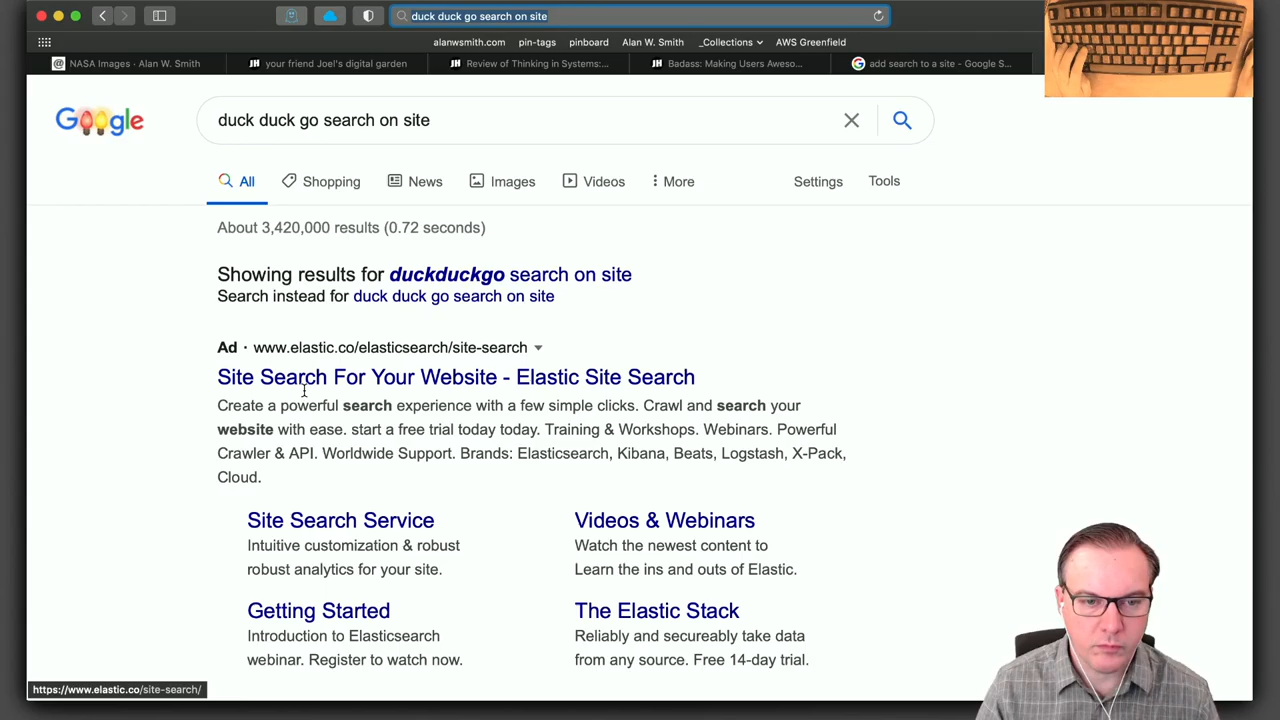 duck duck go search on site
alanwsmith.com pin-tags pinboard Alan W. Smith _Collections AWS Greenfield
@ NASA Images - Alan W. Smith JH your friend Joel's digital garden JH Review of Thinking in Systems:... JH Badass: Making Users Aweso... G add search to a site - Google S...
Google duck duck go search on site
All Shopping News Images Videos More Settings Tools
About 3,420,000 results (0.72 seconds)
Showing results for duckduckgo search on site
Search instead for duck duck go search on site
Ad · www.elastic.co/elasticsearch/site-search
Site Search For Your Website - Elastic Site Search
Create a powerful search experience with a few simple clicks. Crawl and search your
website with ease. start a free trial today today. Training & Workshops. Webinars. Powerful
Crawler & API. Worldwide Support. Brands: Elasticsearch, Kibana, Beats, Logstash, X-Pack,
Cloud.
Site Search Service
Intuitive customization & robust
robust analytics for your site.
Videos & Webinars
Watch the newest content to
Learn the ins and outs of Elastic.
Getting Started
Introduction to Elasticsearch
webinar. Register to watch now.
The Elastic Stack
Reliably and secureably take data
from any source. Free 14-day trial.
https://www.elastic.co/site-search/